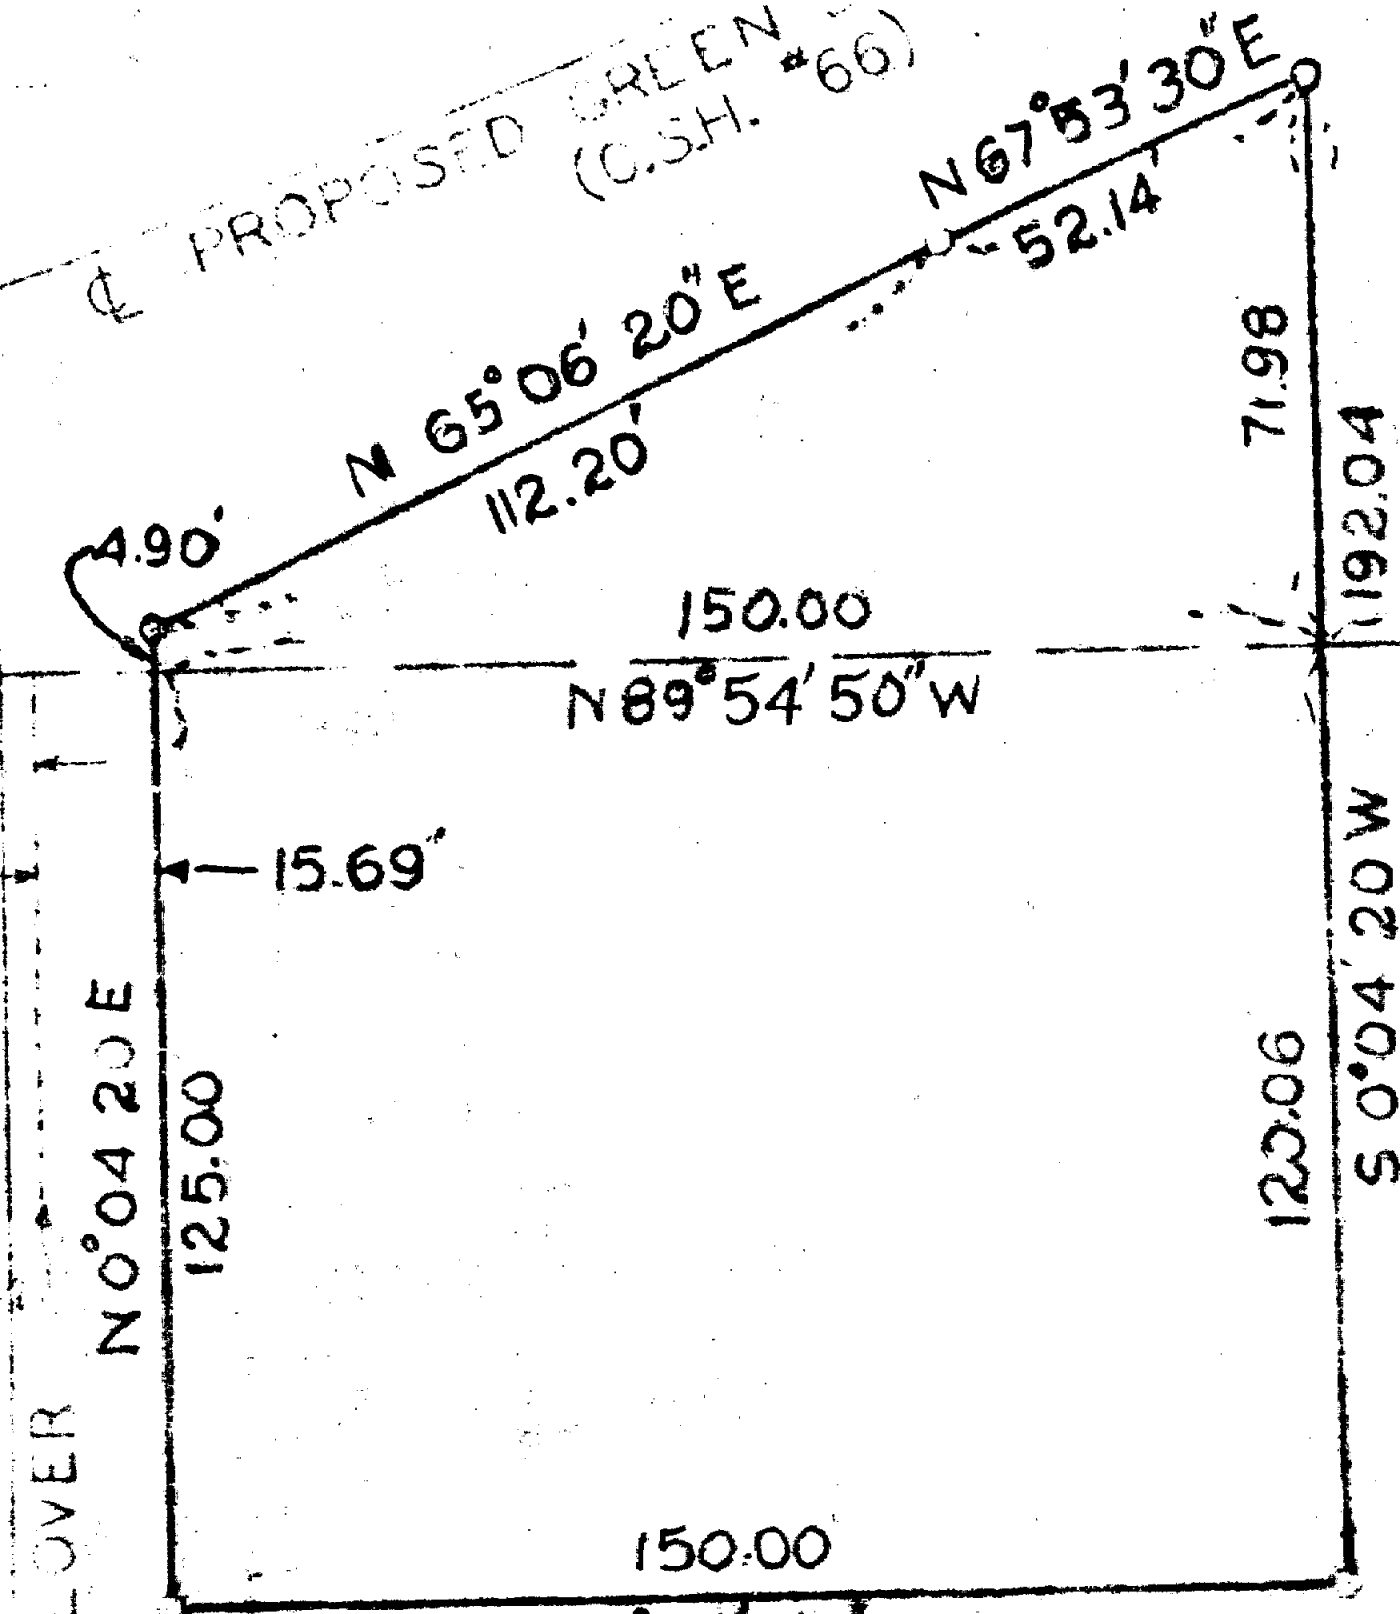 ℄ PROPOSED GREEN
(C.S.H. #66)
N 67°53' 30" E
52.14'
N 65°06' 20" E
112.20'
4.90'
71.98
192.04
150.00
N 89°54' 50" W
15.69'
N 0°04 20 E
125.00
120.06
S 0°04' 20 W
OVER
150.00